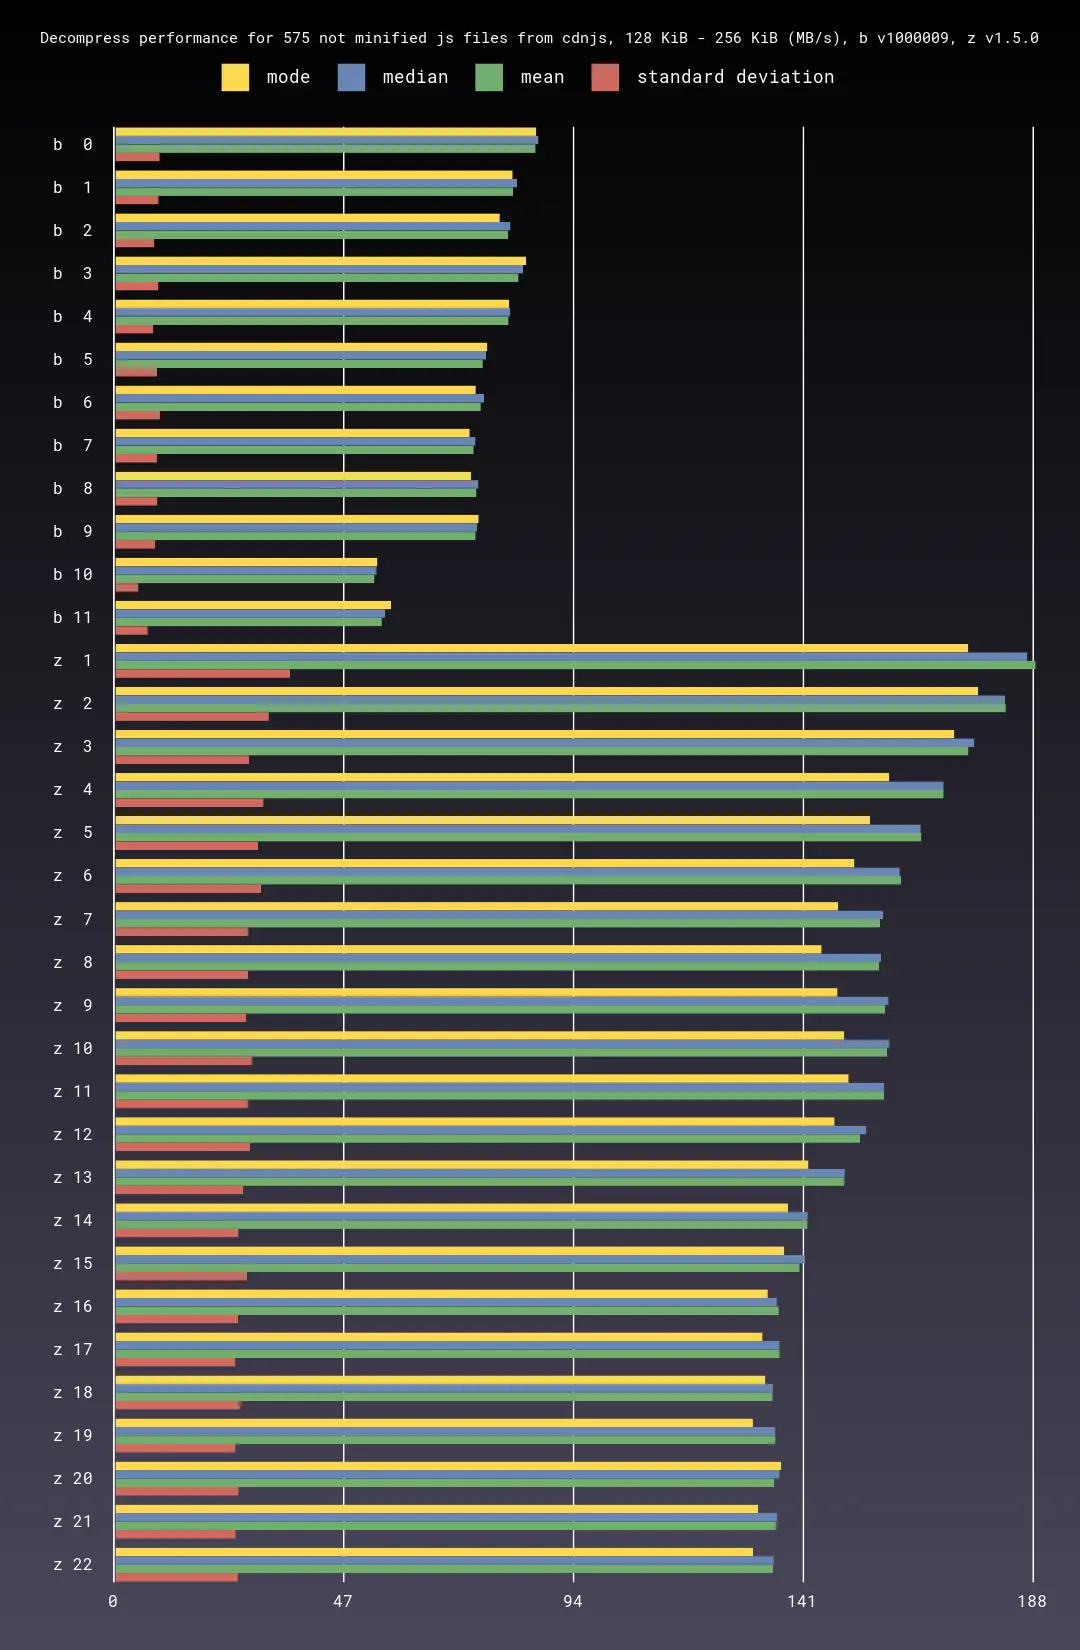 Decompress performance for 575 not minified js files from cdnjs, 128 KiB - 256 KiB (MB/s), b v1000009, z v1.5.0
mode median mean standard deviation
b 0
b 1
b 2
b 3
b 4
b 5
b 6
b 7
b 8
b 9
b 10
b 11
z 1
z 2
z 3
z 4
z 5
z 6
z 7
z 8
z 9
z 10
z 11
z 12
z 13
z 14
z 15
z 16
z 17
z 18
z 19
z 20
z 21
z 22
0 47 94 141 188